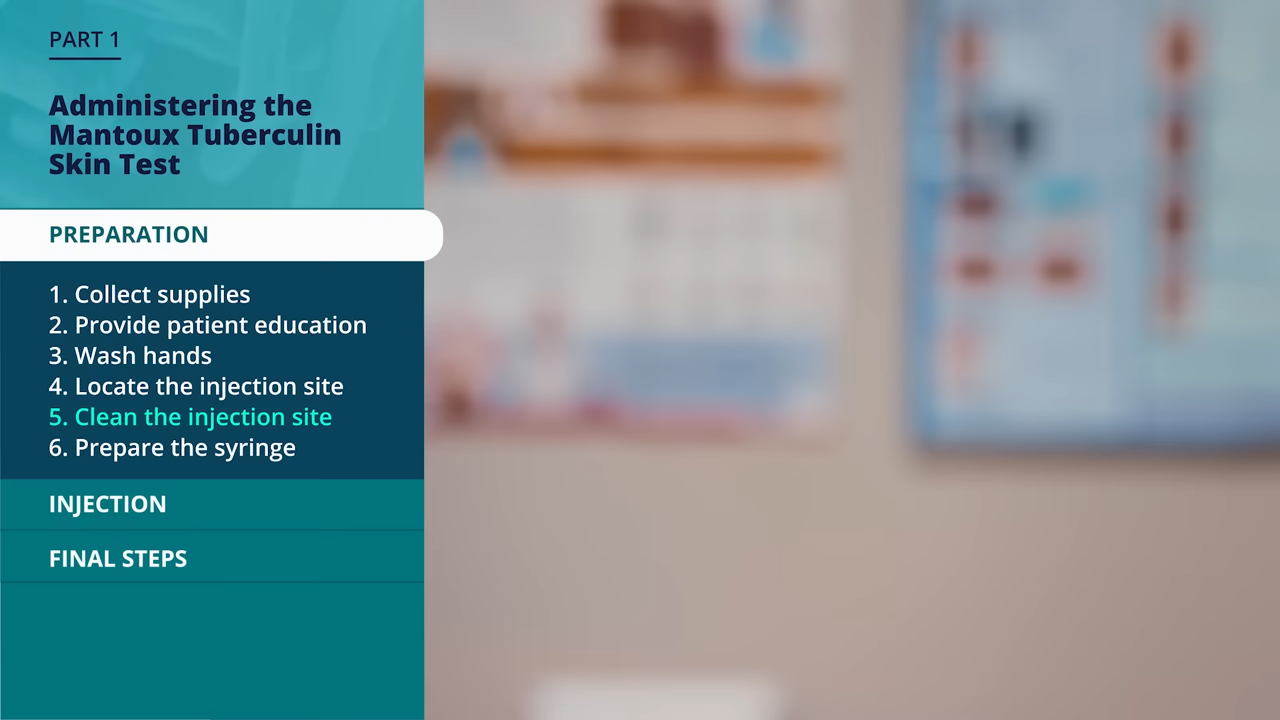 PART 1
Administering the
Mantoux Tuberculin
Skin Test
PREPARATION
1. Collect supplies
2. Provide patient education
3. Wash hands
4. Locate the injection site
5. Clean the injection site
6. Prepare the syringe
INJECTION
FINAL STEPS